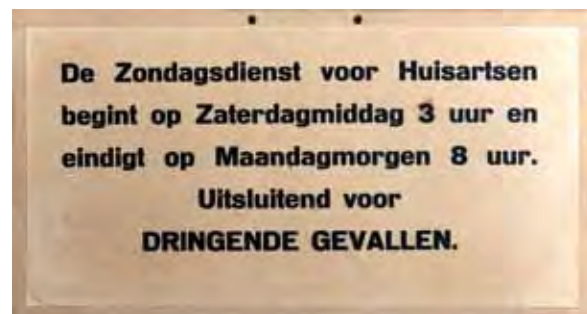 De Zondagsdienst voor Huisartsen
begint op Zaterdagmiddag 3 uur en
eindigt op Maandagmorgen 8 uur.
Uitsluitend voor
DRINGENDE GEVALLEN.